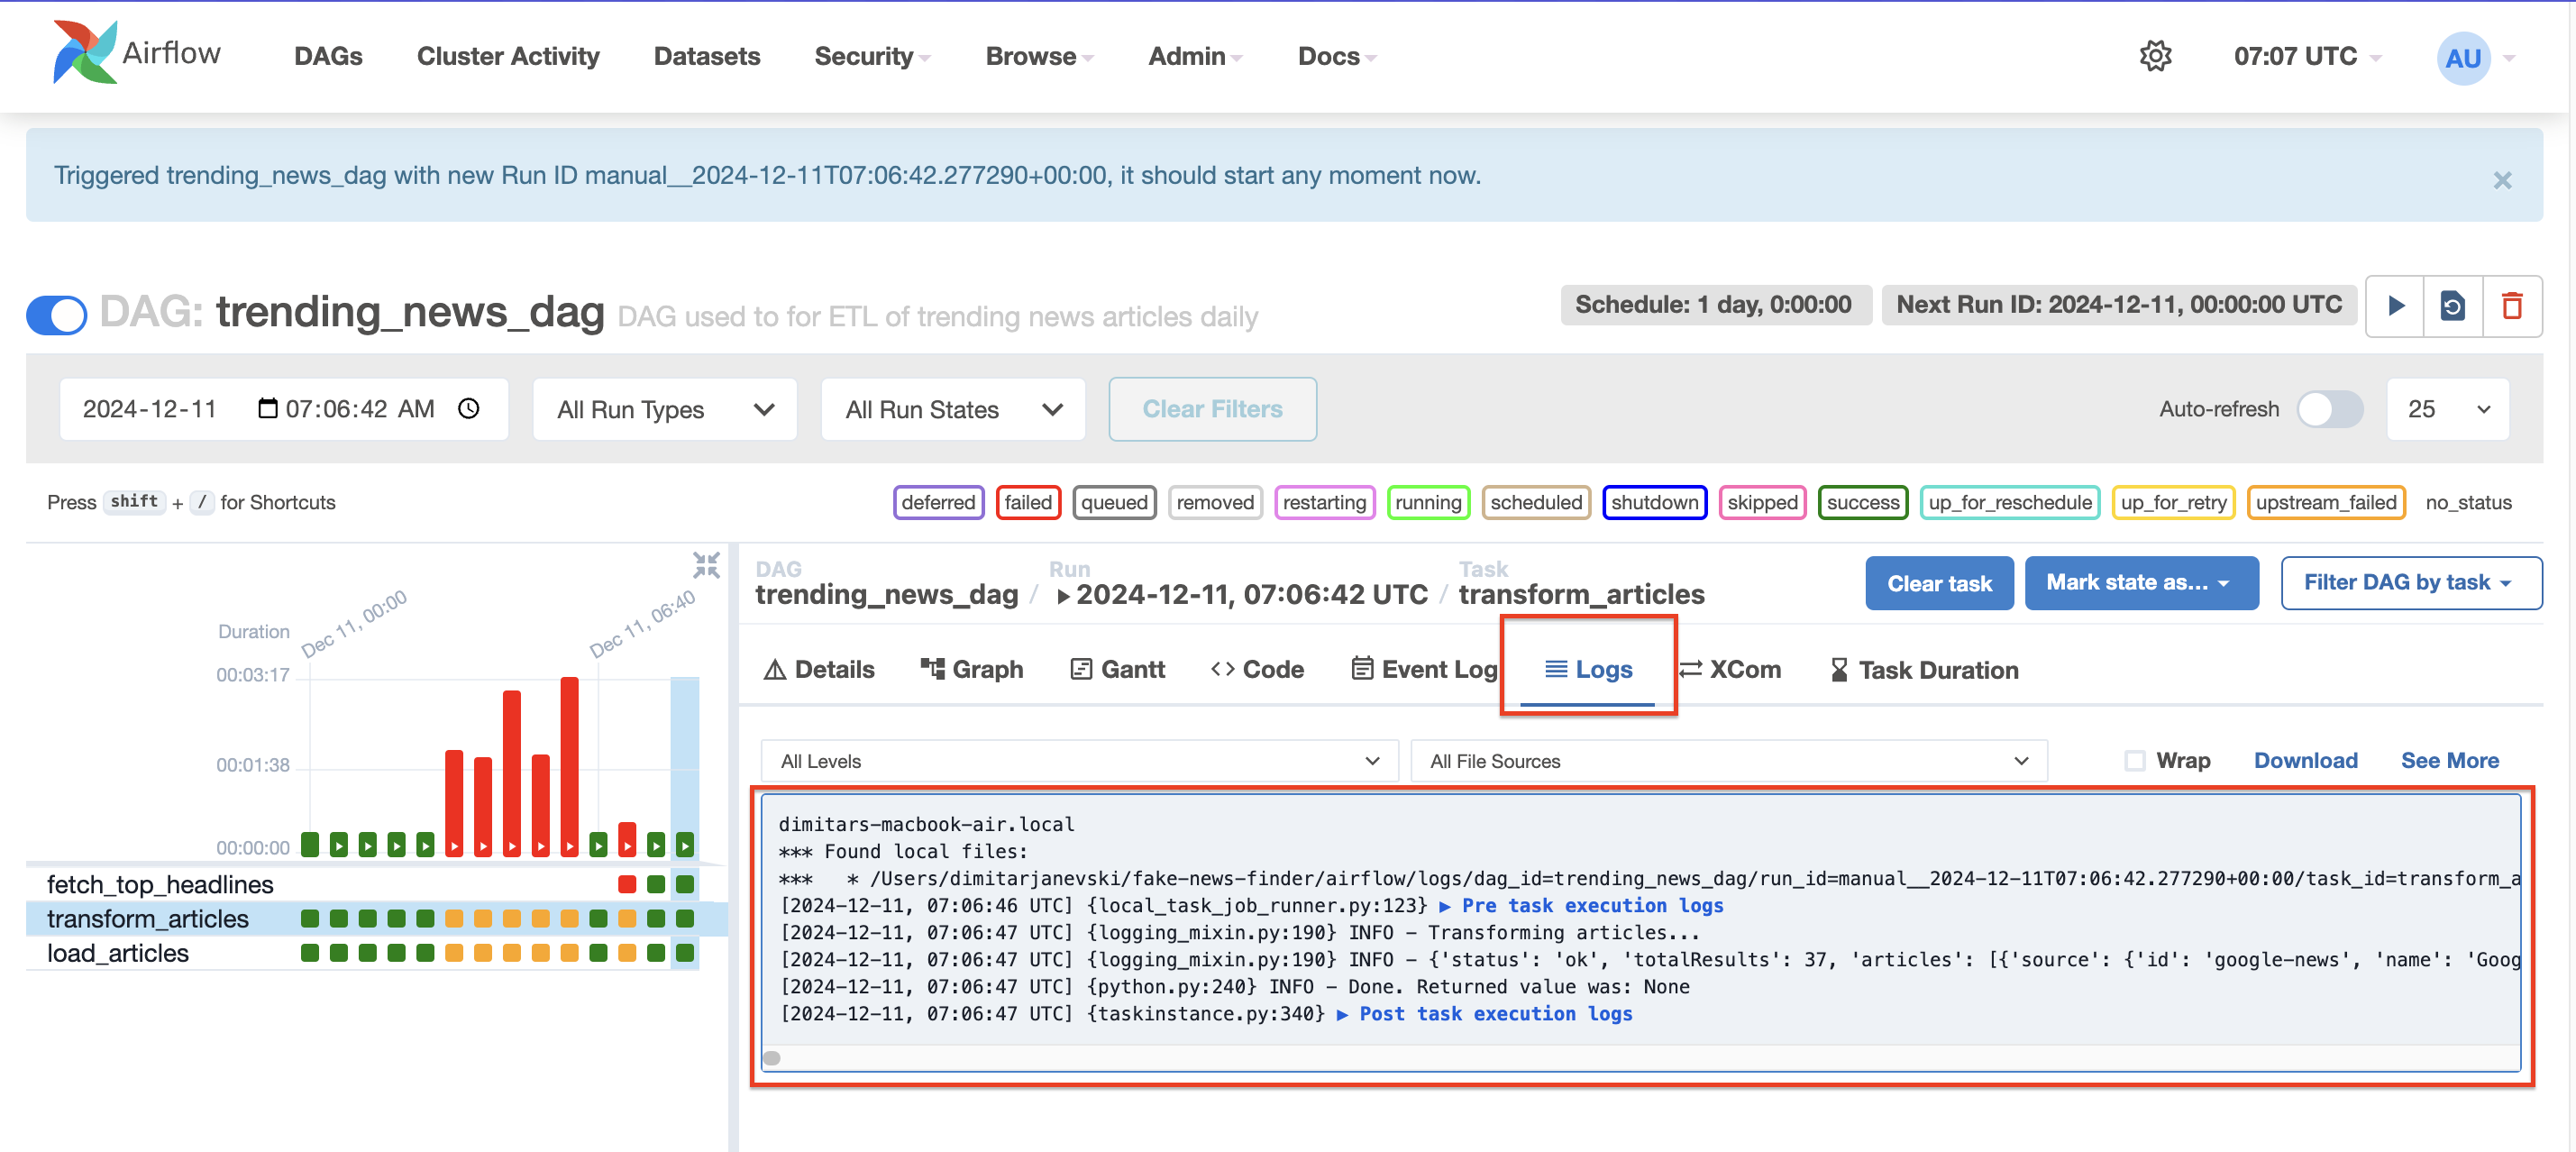 Airflow DAGs Cluster Activity Datasets Security Browse Admin Docs 07:07 UTC AU
Triggered trending_news_dag with new Run ID manual__2024-12-11T07:06:42.277290+00:00, it should start any moment now. ×
DAG: trending_news_dag DAG used to for ETL of trending news articles daily Schedule: 1 day, 0:00:00 Next Run ID: 2024-12-11, 00:00:00 UTC
2024-12-11 07:06:42 AM All Run Types All Run States Clear Filters Auto-refresh 25
Press shift + / for Shortcuts deferred failed queued removed restarting running scheduled shutdown skipped success up_for_reschedule up_for_retry upstream_failed no_status
Dec 11, 00:00 Dec 11, 06:40
Duration
00:03:17
00:01:38
00:00:00
fetch_top_headlines
transform_articles
load_articles
DAG Run Task
trending_news_dag / 2024-12-11, 07:06:42 UTC / transform_articles Clear task Mark state as... Filter DAG by task
Details Graph Gantt Code Event Log Logs XCom Task Duration
All Levels All File Sources Wrap Download See More
dimitars-macbook-air.local
*** Found local files:
***   * /Users/dimitarjanevski/fake-news-finder/airflow/logs/dag_id=trending_news_dag/run_id=manual__2024-12-11T07:06:42.277290+00:00/task_id=transform_a
[2024-12-11, 07:06:46 UTC] {local_task_job_runner.py:123} ▶ Pre task execution logs
[2024-12-11, 07:06:47 UTC] {logging_mixin.py:190} INFO - Transforming articles...
[2024-12-11, 07:06:47 UTC] {logging_mixin.py:190} INFO - {'status': 'ok', 'totalResults': 37, 'articles': [{'source': {'id': 'google-news', 'name': 'Goog
[2024-12-11, 07:06:47 UTC] {python.py:240} INFO - Done. Returned value was: None
[2024-12-11, 07:06:47 UTC] {taskinstance.py:340} ▶ Post task execution logs